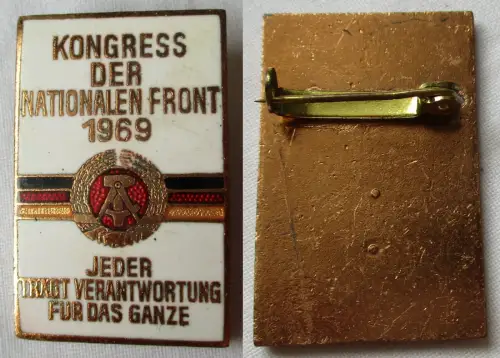 KONGRESS
DER
NATIONALEN FRONT
1969
JEDER
TRÄGT VERANTWORTUNG
FÜR DAS GANZE